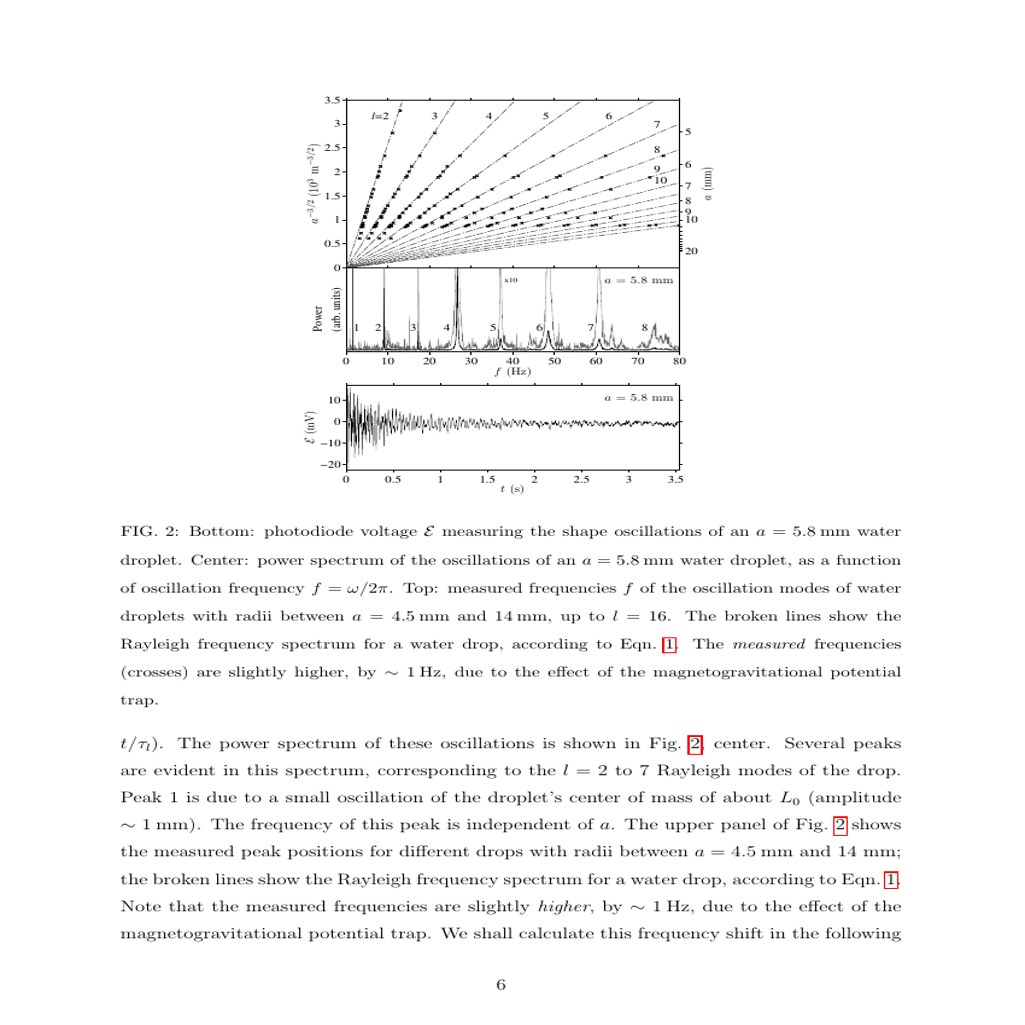 3.5
3
2.5
2
1.5
1
0.5
0
a⁻³/² (10³ m⁻³/²)
l=2
3
4
5
6
7
8
9
10
5
6
7
8
9
10
20
a (mm)
Power
(arb. units)
x10
a = 5.8 mm
1 2 3 4 5 6 7 8
0 10 20 30 40 50 60 70 80
f (Hz)
10
0
−10
−20
ℰ (mV)
a = 5.8 mm
0 0.5 1 1.5 2 2.5 3 3.5
t (s)
FIG. 2: Bottom: photodiode voltage ℰ measuring the shape oscillations of an a = 5.8 mm water
droplet. Center: power spectrum of the oscillations of an a = 5.8 mm water droplet, as a function
of oscillation frequency f = ω/2π. Top: measured frequencies f of the oscillation modes of water
droplets with radii between a = 4.5 mm and 14 mm, up to l = 16. The broken lines show the
Rayleigh frequency spectrum for a water drop, according to Eqn. 1. The measured frequencies
(crosses) are slightly higher, by ∼ 1 Hz, due to the effect of the magnetogravitational potential
trap.
t/τₗ). The power spectrum of these oscillations is shown in Fig. 2, center. Several peaks
are evident in this spectrum, corresponding to the l = 2 to 7 Rayleigh modes of the drop.
Peak 1 is due to a small oscillation of the droplet's center of mass of about L₀ (amplitude
∼ 1 mm). The frequency of this peak is independent of a. The upper panel of Fig. 2 shows
the measured peak positions for different drops with radii between a = 4.5 mm and 14 mm;
the broken lines show the Rayleigh frequency spectrum for a water drop, according to Eqn. 1.
Note that the measured frequencies are slightly higher, by ∼ 1 Hz, due to the effect of the
magnetogravitational potential trap. We shall calculate this frequency shift in the following
6